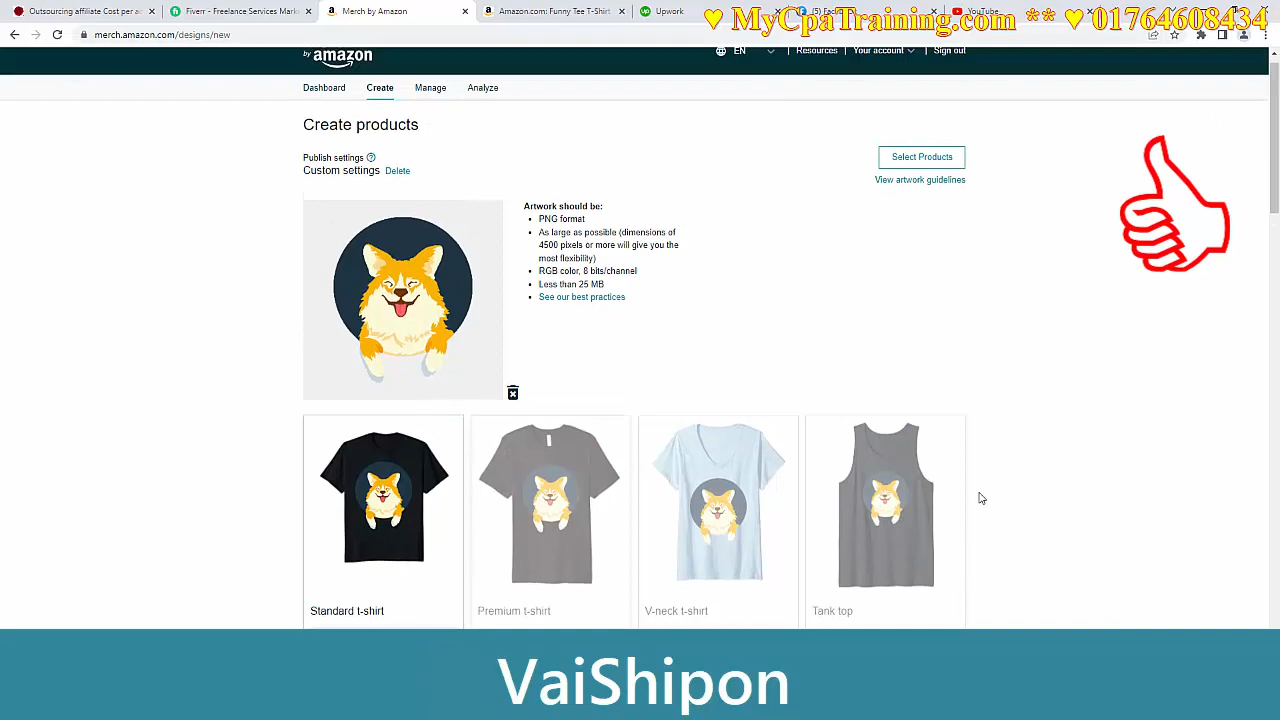 Outsourcing affiliate Cost per ac
Fiverr - Freelance Services Marke
Merch by Amazon
Amazon.com: Funny Tee T-Shirt
Upwork
YouTube
♥ MyCpaTraining.com ** ♥ 01764608434
merch.amazon.com/designs/new
by amazon
EN
Resources
Your account
Sign out
Dashboard
Create
Manage
Analyze
Create products
Publish settings
Custom settings Delete
Select Products
View artwork guidelines
Artwork should be:
• PNG format
• As large as possible (dimensions of
4500 pixels or more will give you the
most flexibility)
• RGB color, 8 bits/channel
• Less than 25 MB
• See our best practices
Standard t-shirt
Premium t-shirt
V-neck t-shirt
Tank top
VaiShipon